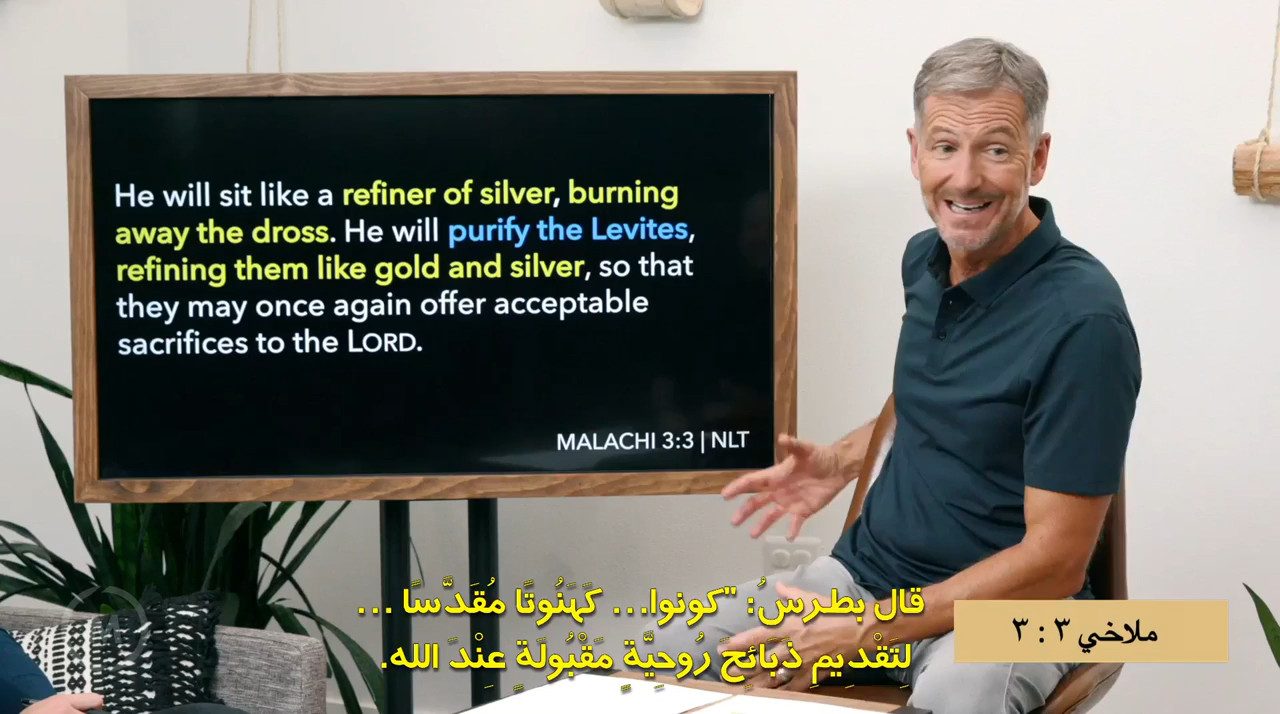 He will sit like a refiner of silver, burning
away the dross. He will purify the Levites,
refining them like gold and silver, so that
they may once again offer acceptable
sacrifices to the LORD.
MALACHI 3:3 | NLT
قال بطرسُ: "كونوا... كَهَنُوتًا مُقَدَّسًا ...
لِتَقْدِيمِ ذَبَائِحَ رُوحِيَّةٍ مَقْبُولَةٍ عِنْدَ الله.
ملاخي ٣ : ٣